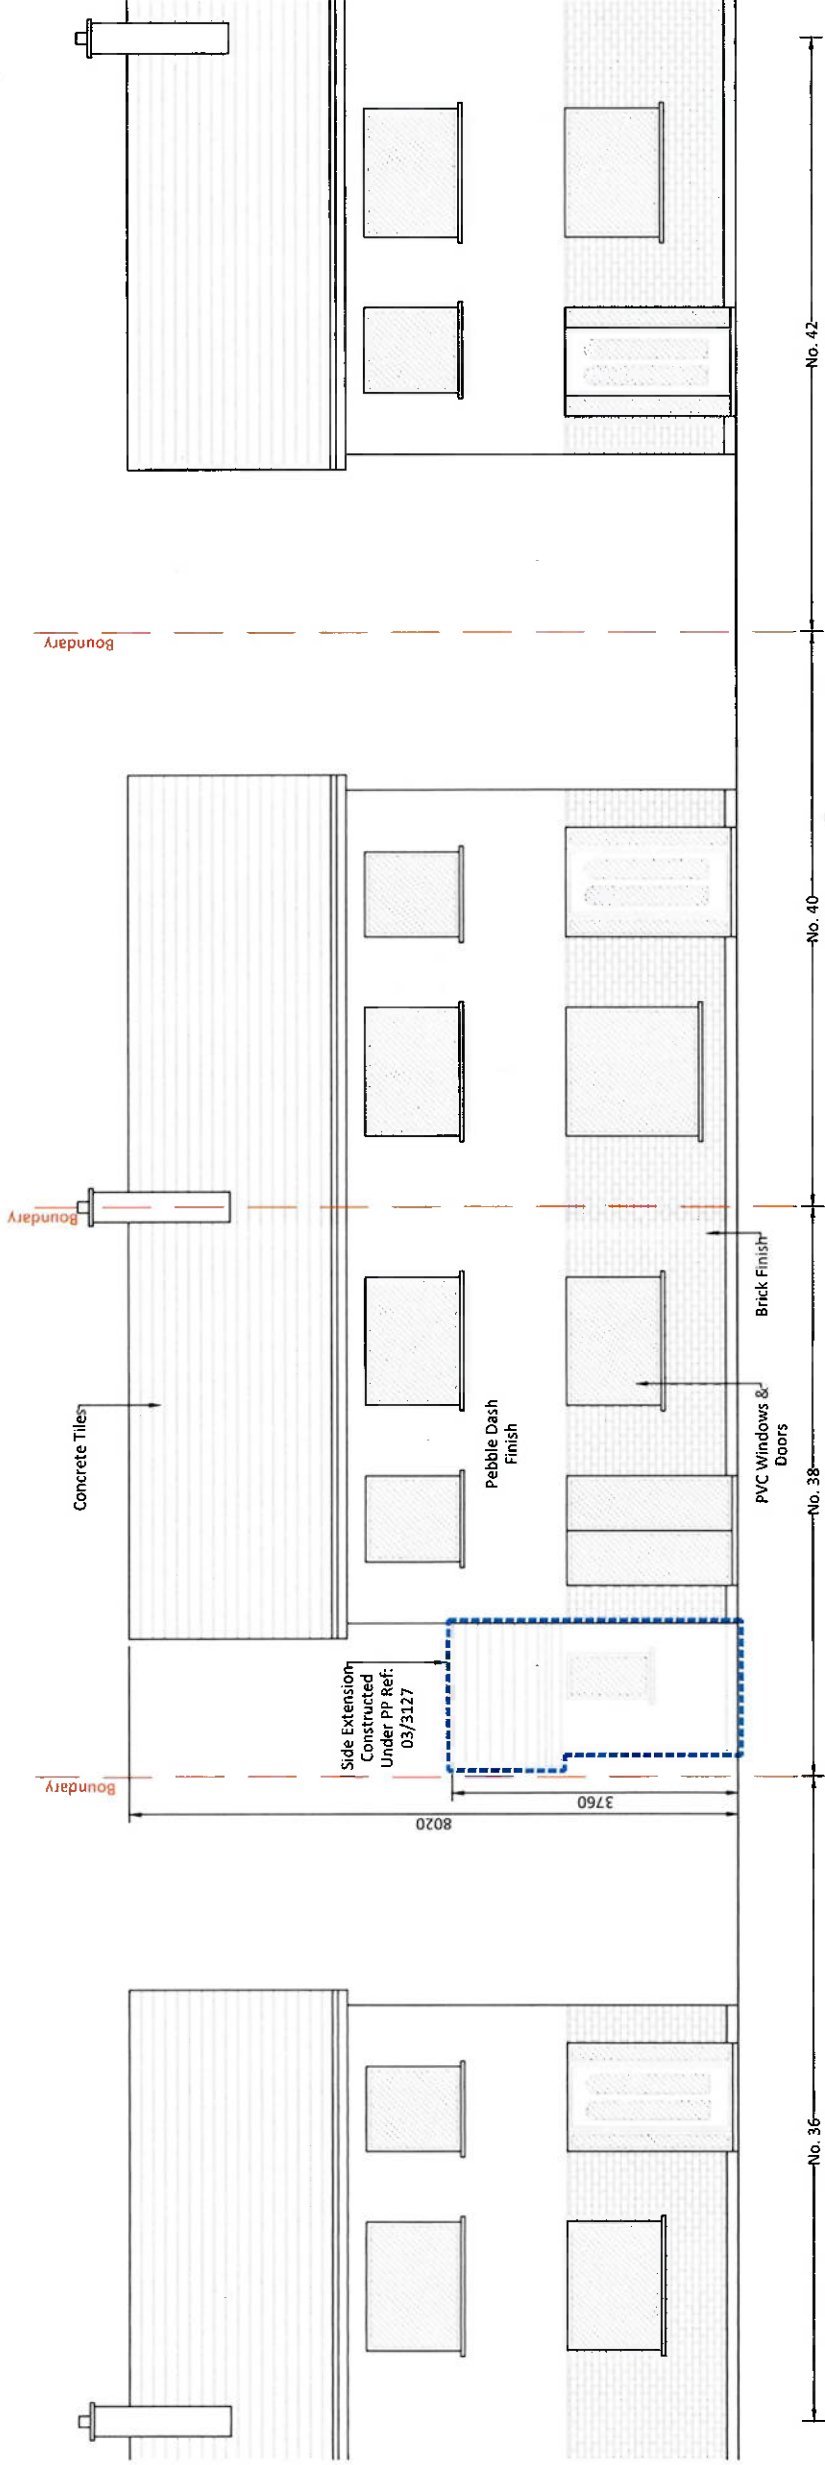 Boundary
Boundary
Boundary
Concrete Tiles
Side Extension
Constructed
Under PP Ref:
03/3127
Pebble Dash
Finish
8020
3760
PVC Windows &
Doors
Brick Finish
No. 36
No. 38
No. 40
No. 42